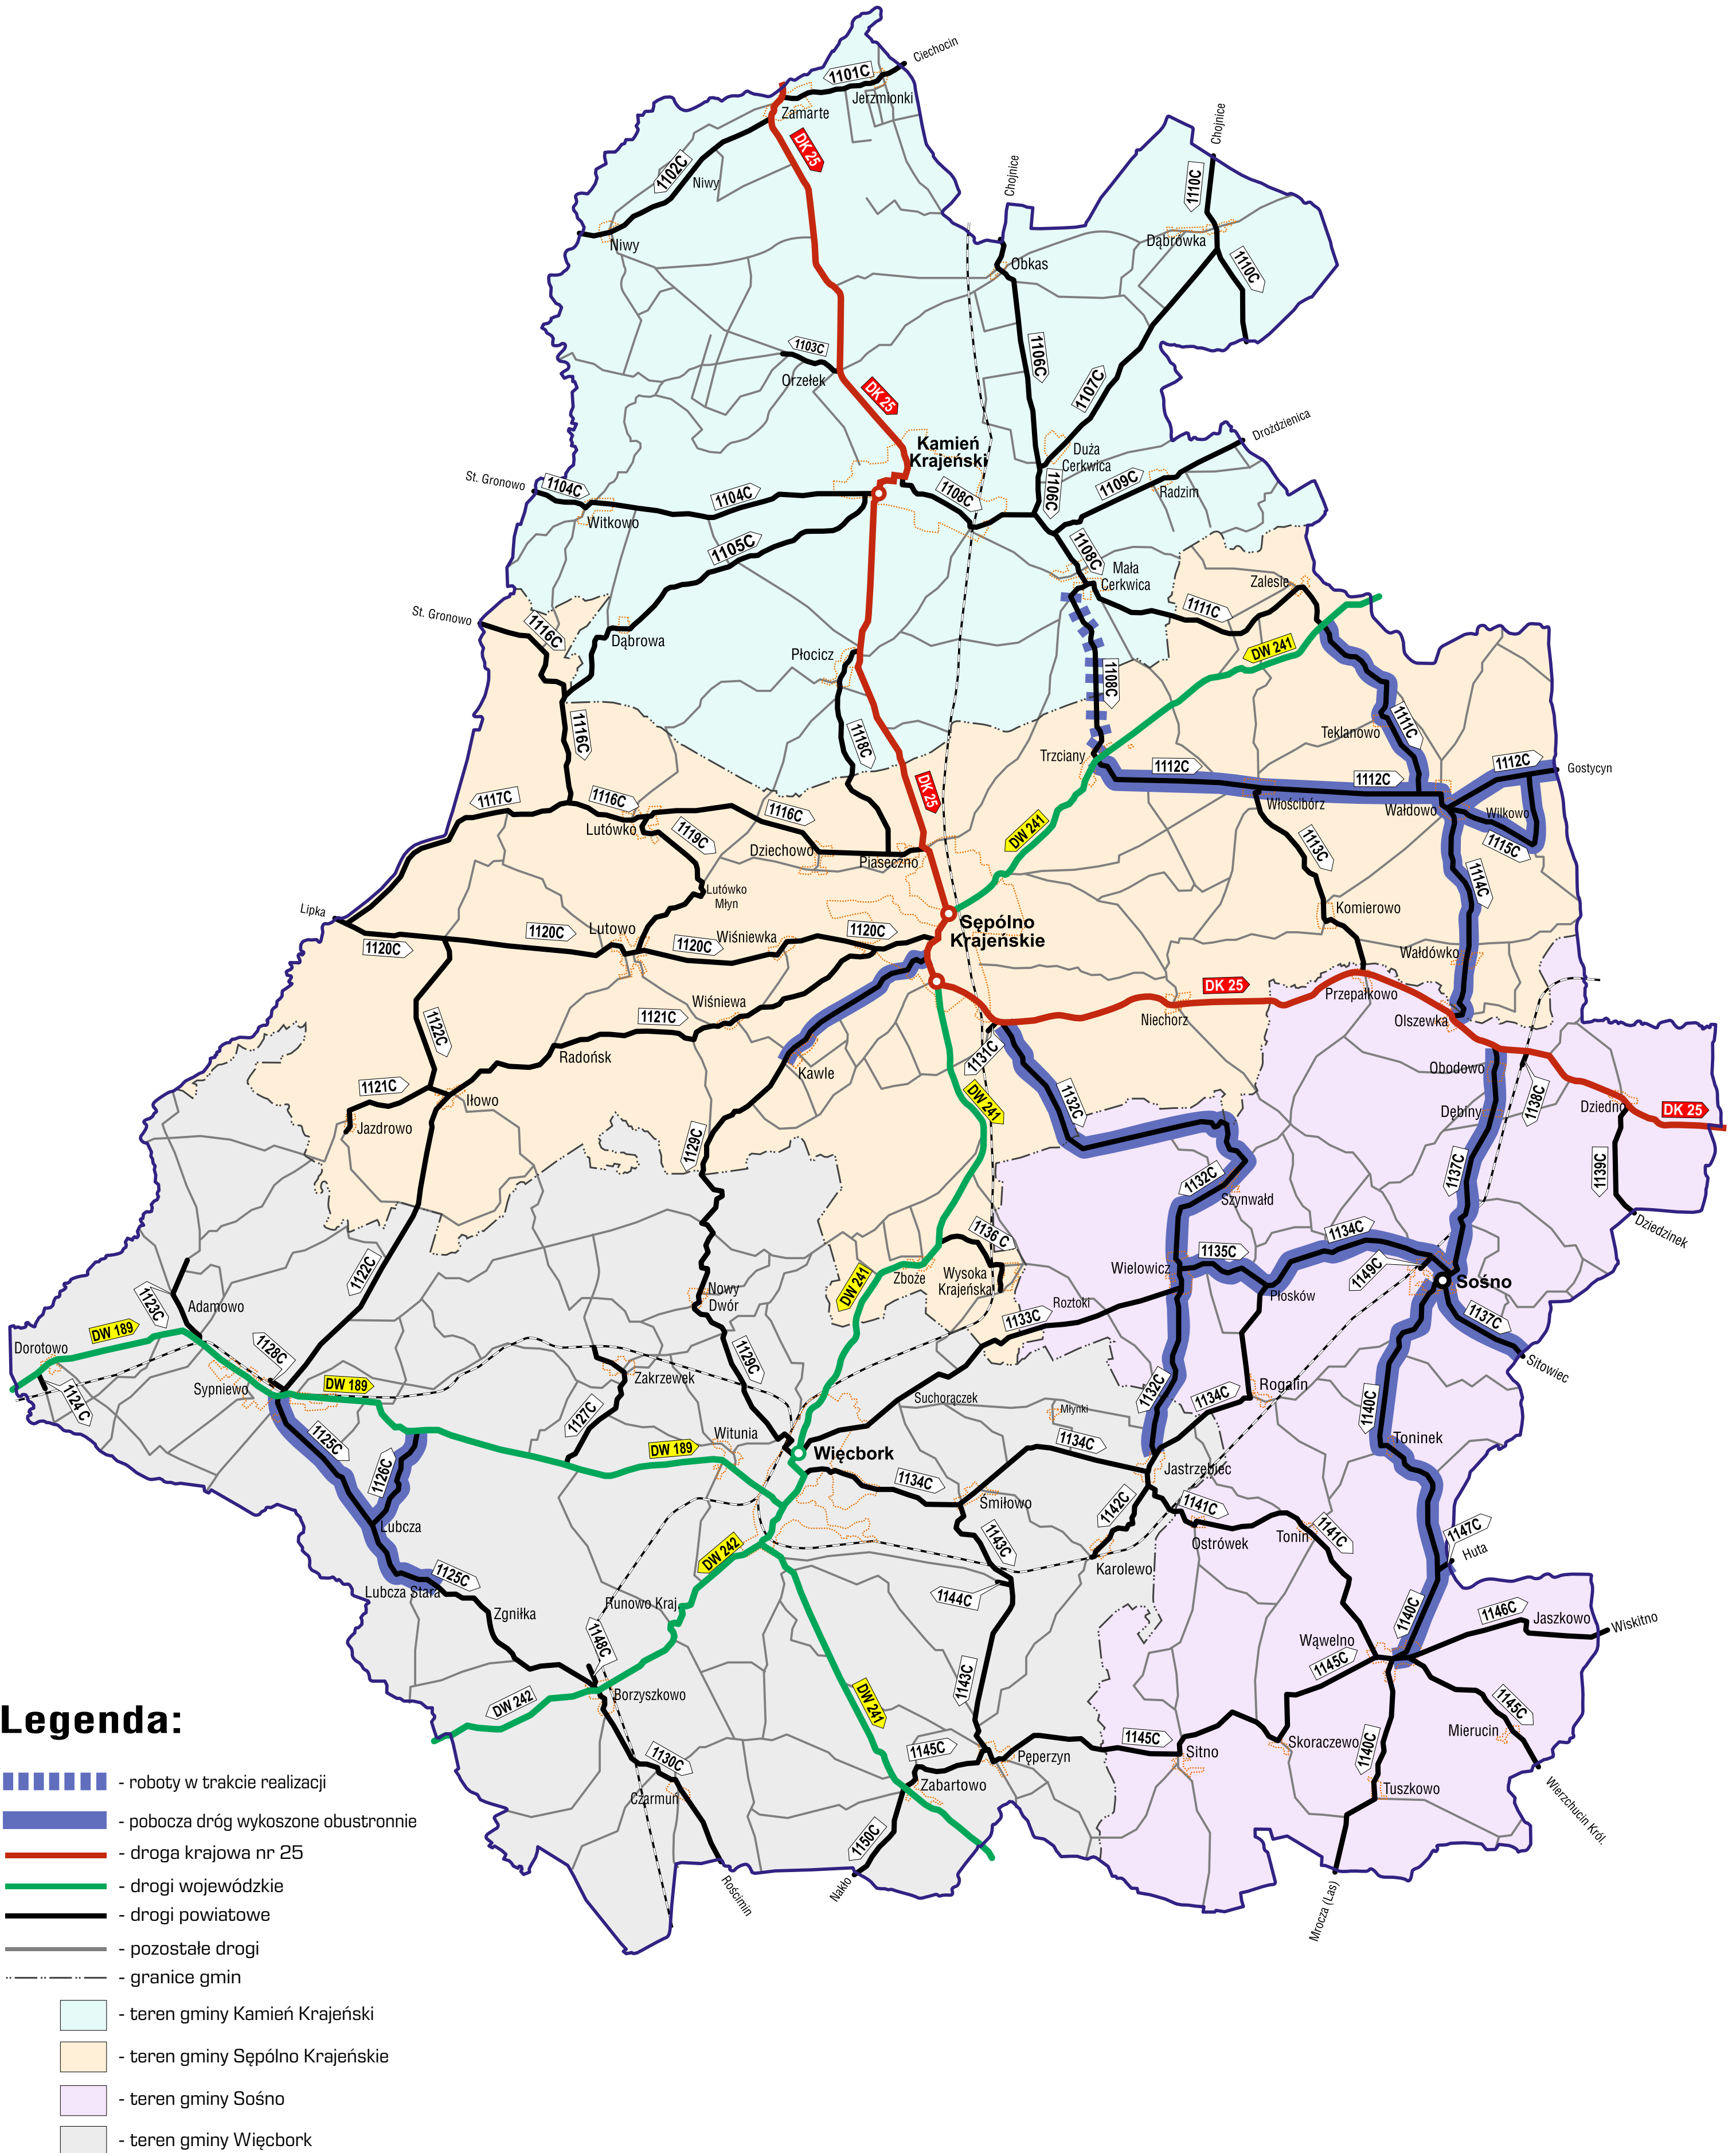 Ciechocin
1101C
Jerzmionki
Zamarte
DK 25
Chojnice
1102C
Niwy
Chojnice
1110C
Niwy
Dąbrówka
Obkas
1110C
1103C
1106C
Orzełek
DK 25
1107C
Kamień
Krajeński
Duża
Cerkwica
Drożdzienica
St. Gronowo
1104C
1104C
1108C
1106C
1109C
Radzim
Witkowo
1105C
1108C
Mała
Cerkwica
Zalesie
St. Gronowo
1116C
1111C
Dąbrowa
Płocicz
DW 241
1108C
1116C
1118C
Teklanowo
1111C
Trzciany
1112C
1112C
1112C
Gostycyn
DK 25
1117C
1116C
1116C
Włościbórz
Wałdowo
Wilkowo
Lutówko
1119C
DW 241
1113C
1115C
Dziechowo
Piaseczno
1114C
Lutówko
Młyn
Lipka
Komierowo
Sępólno
Krajeńskie
1120C
1120C
Lutowo
1120C
Wiśniewka
1120C
Wałdówko
DK 25
Przepałkowo
Wiśniewa
1121C
Niechorz
Olszewka
1122C
Radońsk
1131C
Kawle
Obodowo
1121C
Iłowo
DW 241
1132C
Dębiny
1138C
Dziedno
DK 25
Jazdrowo
1129C
1132C
1137C
1139C
Szynwałd
Dziedzinek
1136 C
1134C
1122C
Zboże
Wysoka
Krajeńska
Wielowicz
1135C
1149C
Sośno
1123C
Adamowo
DW 241
Nowy
Dwór
Roztoki
Płosków
1133C
1137C
DW 189
Dorotowo
1128C
1129C
Sitowiec
1124 C
Sypniewo
DW 189
Zakrzewek
Suchorączek
1132C
1134C
Rogalin
1140C
1127C
Młynki
1125C
1126C
Witunia
DW 189
Więcbork
1134C
Toninek
1134C
Jastrzębiec
Śmiłowo
1142C
1141C
Lubcza
1143C
Tonin
1141C
1147C
Huta
DW 242
Ostrówek
Karolewo
1125C
Lubcza Stara
1144C
Runowo Kraj.
Zgniłka
1140C
1146C
Jaszkowo
Wiskitno
1148C
Wąwelno
1145C
1143C
Borzyszkowo
DW 242
DW 241
1145C
Mierucin
1145C
Skoraczewo
1140C
1145C
Sitno
Pęperzyn
1130C
Zabartowo
Tuszkowo
Czarmuń
Wierzchucin Król.
1150C
Nakło
Rościmin
Mrocza (Las)
Legenda:
- roboty w trakcie realizacji
- pobocza dróg wykoszone obustronnie
- droga krajowa nr 25
- drogi wojewódzkie
- drogi powiatowe
- pozostałe drogi
- granice gmin
- teren gminy Kamień Krajeński
- teren gminy Sępólno Krajeńskie
- teren gminy Sośno
- teren gminy Więcbork